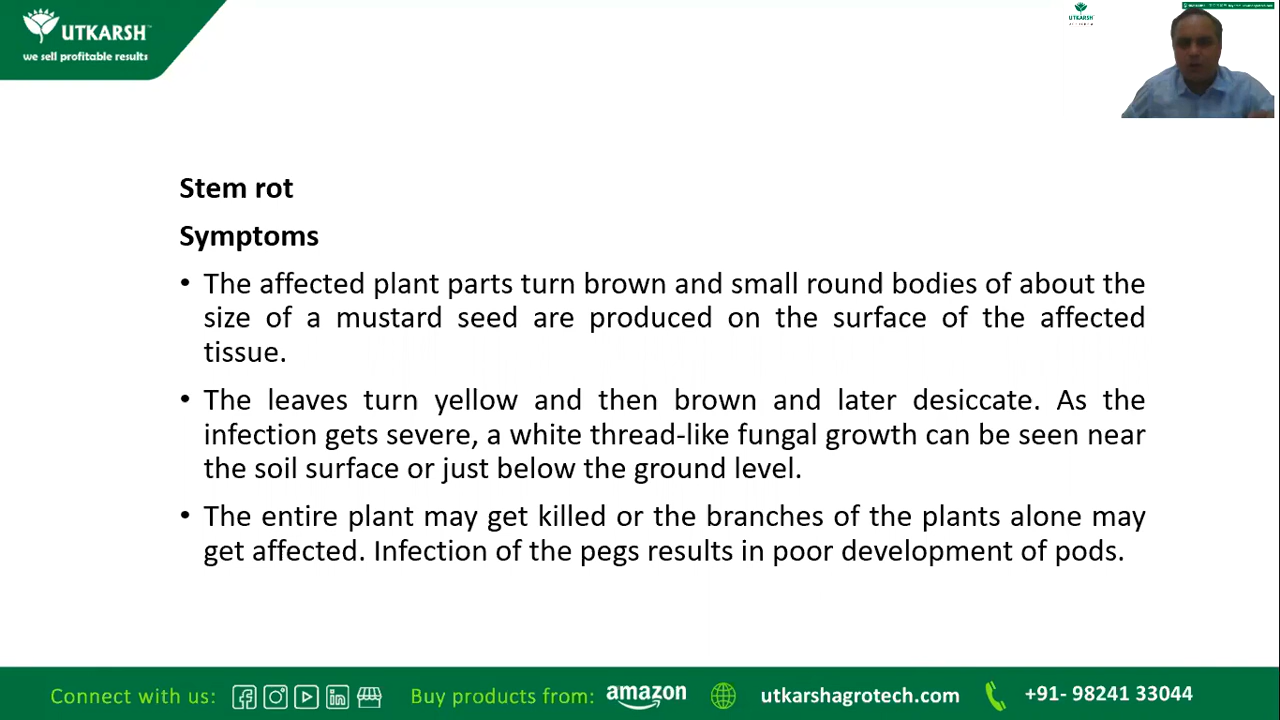 UTKARSH
we sell profitable results
UTKARSH
Stem rot
Symptoms
• The affected plant parts turn brown and small round bodies of about the
size of a mustard seed are produced on the surface of the affected
tissue.
• The leaves turn yellow and then brown and later desiccate. As the
infection gets severe, a white thread-like fungal growth can be seen near
the soil surface or just below the ground level.
• The entire plant may get killed or the branches of the plants alone may
get affected. Infection of the pegs results in poor development of pods.
Connect with us: Buy products from: amazon utkarshagrotech.com +91- 98241 33044